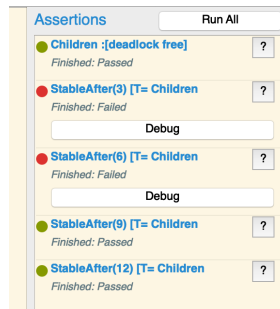 Assertions
Run All
Children :[deadlock free]
?
Finished: Passed
StableAfter(3) [T= Children
?
Finished: Failed
Debug
StableAfter(6) [T= Children
?
Finished: Failed
Debug
StableAfter(9) [T= Children
?
Finished: Passed
StableAfter(12) [T= Children
?
Finished: Passed